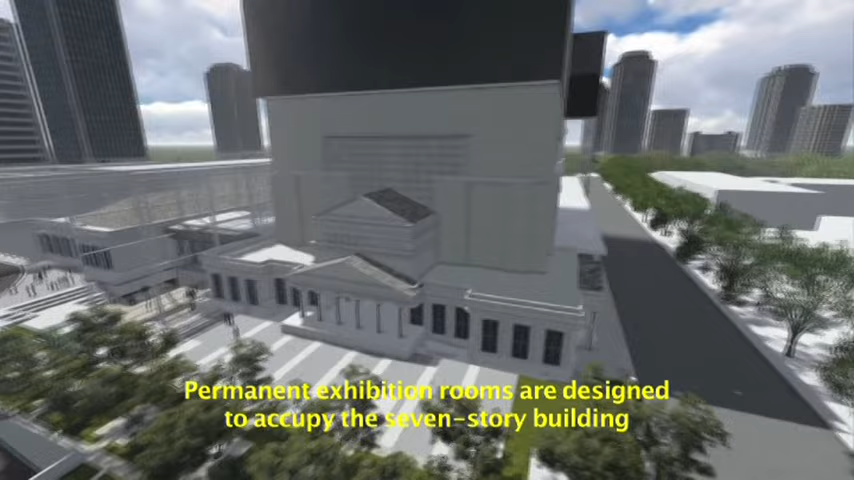 Permanent exhibition rooms are designed
to accupy the seven-story building